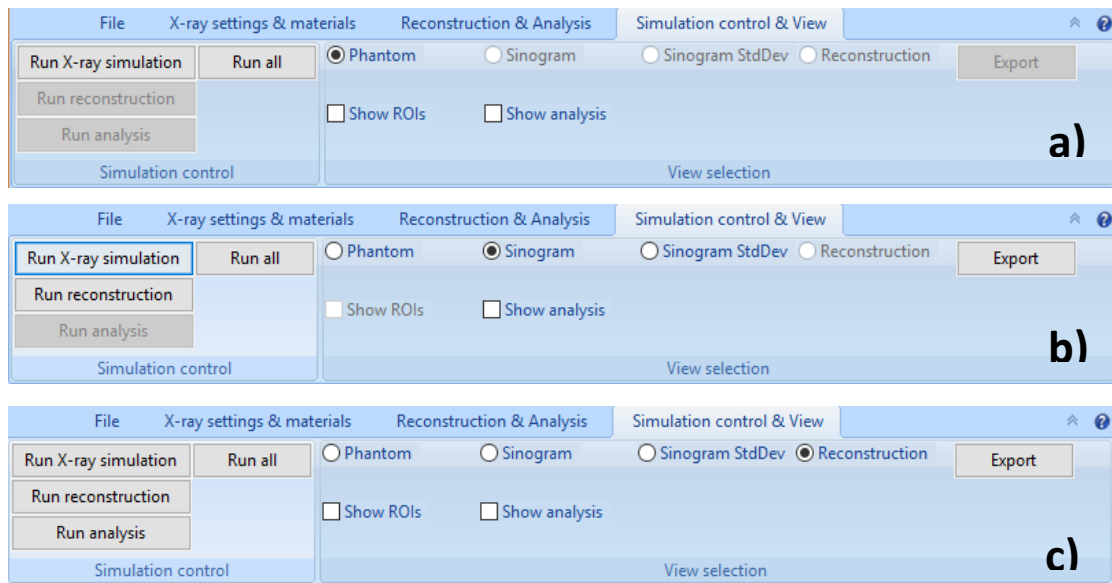 File X-ray settings & materials Reconstruction & Analysis Simulation control & View
Run X-ray simulation Run all Phantom Sinogram Sinogram StdDev Reconstruction Export
Run reconstruction
Show ROIs Show analysis
Run analysis
a)
Simulation control View selection
File X-ray settings & materials Reconstruction & Analysis Simulation control & View
Run X-ray simulation Run all Phantom Sinogram Sinogram StdDev Reconstruction Export
Run reconstruction
Show ROIs Show analysis
Run analysis
b)
Simulation control View selection
File X-ray settings & materials Reconstruction & Analysis Simulation control & View
Run X-ray simulation Run all Phantom Sinogram Sinogram StdDev Reconstruction Export
Run reconstruction
Show ROIs Show analysis
Run analysis
c)
Simulation control View selection